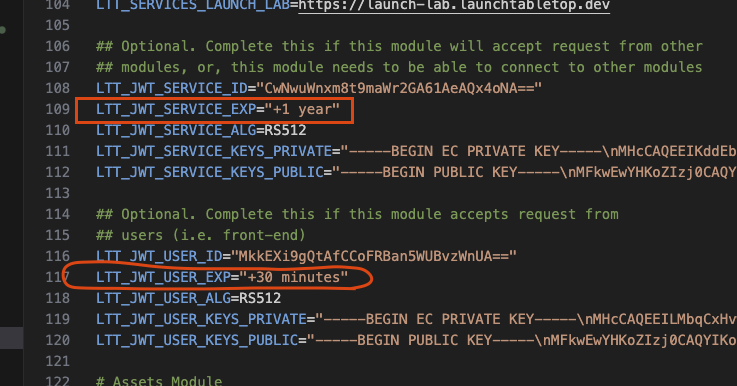 104 LTT_SERVICES_LAUNCH_LAB=https://launch-lab.launchtabletop.dev
105
106 ## Optional. Complete this if this module will accept request from other
107 ## modules, or, this module needs to be able to connect to other modules
108 LTT_JWT_SERVICE_ID="CwNwuWnxm8t9maWr2GA61AeAQx4oNA=="
109 LTT_JWT_SERVICE_EXP="+1 year"
110 LTT_JWT_SERVICE_ALG=RS512
111 LTT_JWT_SERVICE_KEYS_PRIVATE="-----BEGIN EC PRIVATE KEY-----\nMHcCAQEEIKddEb
112 LTT_JWT_SERVICE_KEYS_PUBLIC="-----BEGIN PUBLIC KEY-----\nMFkwEwYHKoZIzj0CAQY
113
114 ## Optional. Complete this if this module accepts request from
115 ## users (i.e. front-end)
116 LTT_JWT_USER_ID="MkkEXi9gQtAfCCoFRBan5WUBvzWnUA=="
117 LTT_JWT_USER_EXP="+30 minutes"
118 LTT_JWT_USER_ALG=RS512
119 LTT_JWT_USER_KEYS_PRIVATE="-----BEGIN EC PRIVATE KEY-----\nMHcCAQEEILMbqCxHv
120 LTT_JWT_USER_KEYS_PUBLIC="-----BEGIN PUBLIC KEY-----\nMFkwEwYHKoZIzj0CAQYIKo
121
122 # Assets Module